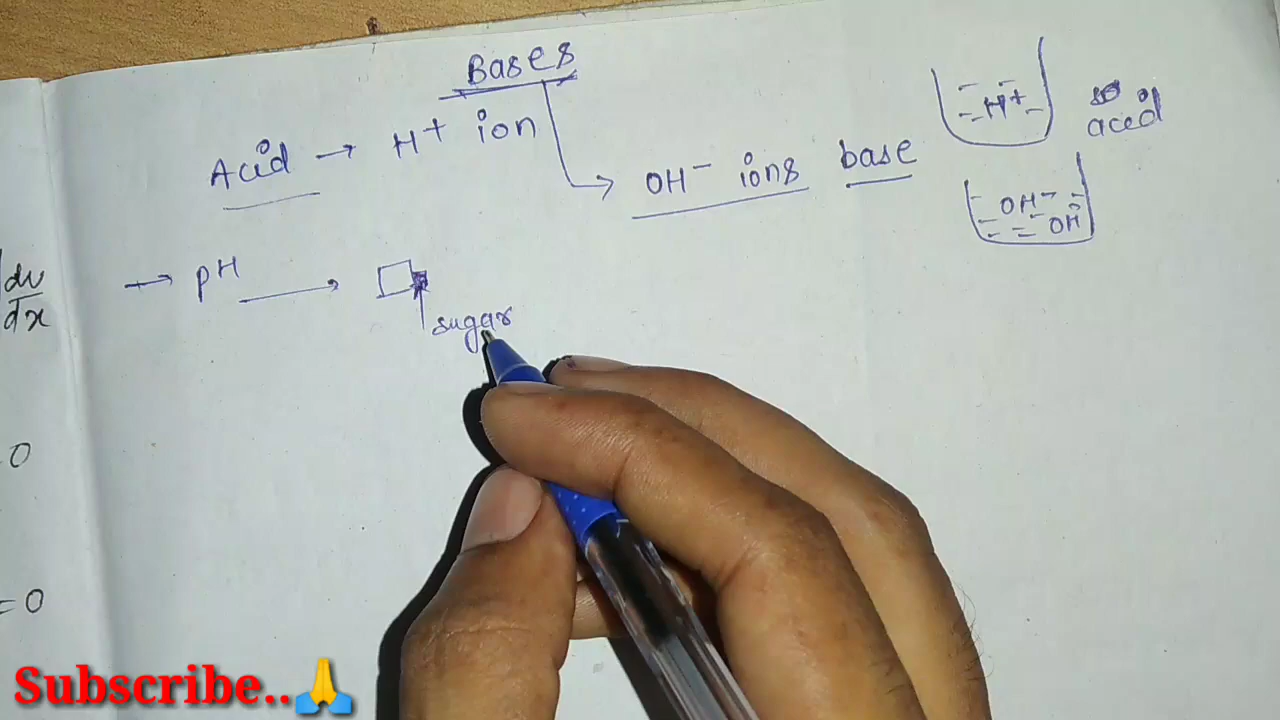 Bases
Acid → H+ ion
OH- ions base
H+
acid
OH-
OH
dv
dx
→ pH
sugar
0
= 0
Subscribe..🙏